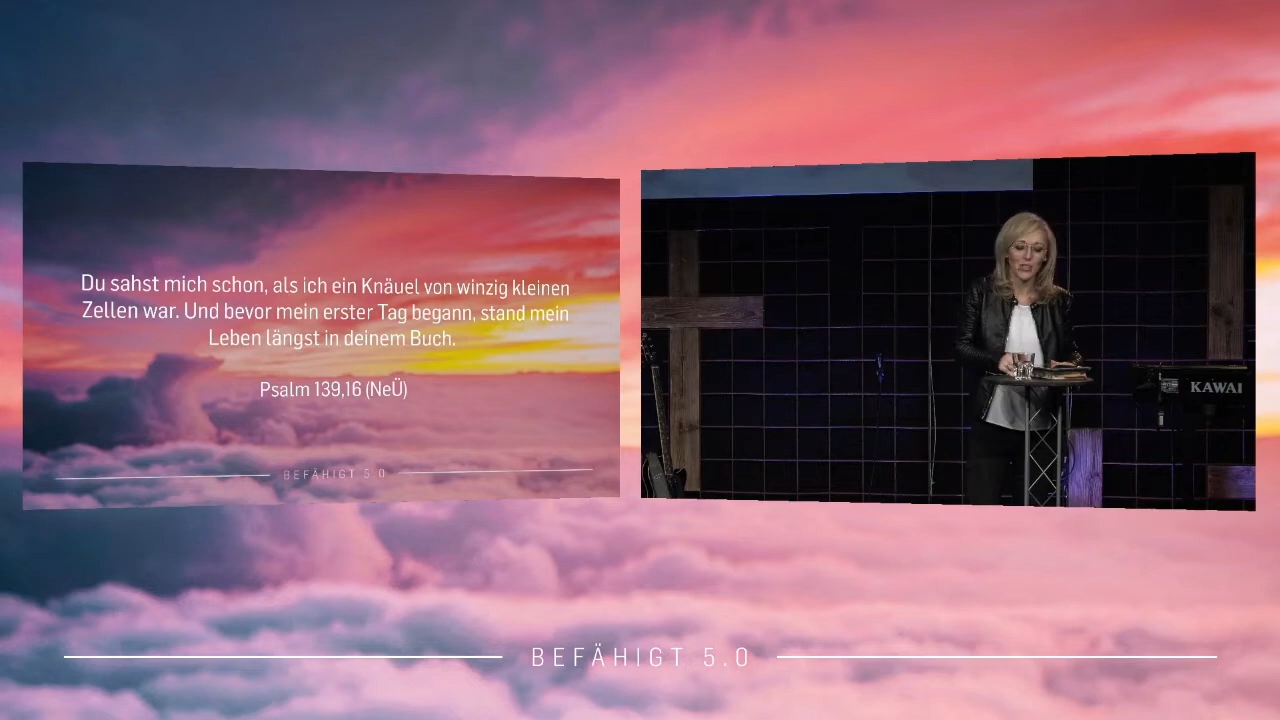 Du sahst mich schon, als ich ein Knäuel von winzig kleinen
Zellen war. Und bevor mein erster Tag begann, stand mein
Leben längst in deinem Buch.
Psalm 139,16 (NeÜ)
BEFÄHIGT 5.0
KAWAI
BEFÄHIGT 5.0